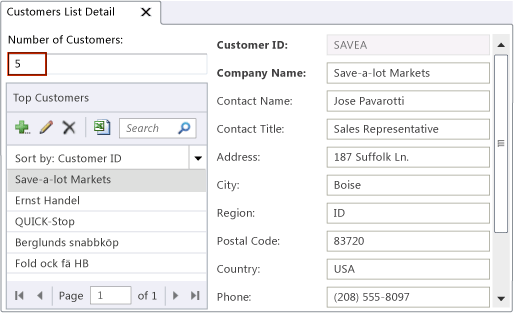 Customers List Detail
Number of Customers:
5
Top Customers
Search
Sort by: Customer ID
Save-a-lot Markets
Ernst Handel
QUICK-Stop
Berglunds snabbköp
Fold ock fä HB
Page 1 of 1
Customer ID: SAVEA
Company Name: Save-a-lot Markets
Contact Name: Jose Pavarotti
Contact Title: Sales Representative
Address: 187 Suffolk Ln.
City: Boise
Region: ID
Postal Code: 83720
Country: USA
Phone: (208) 555-8097